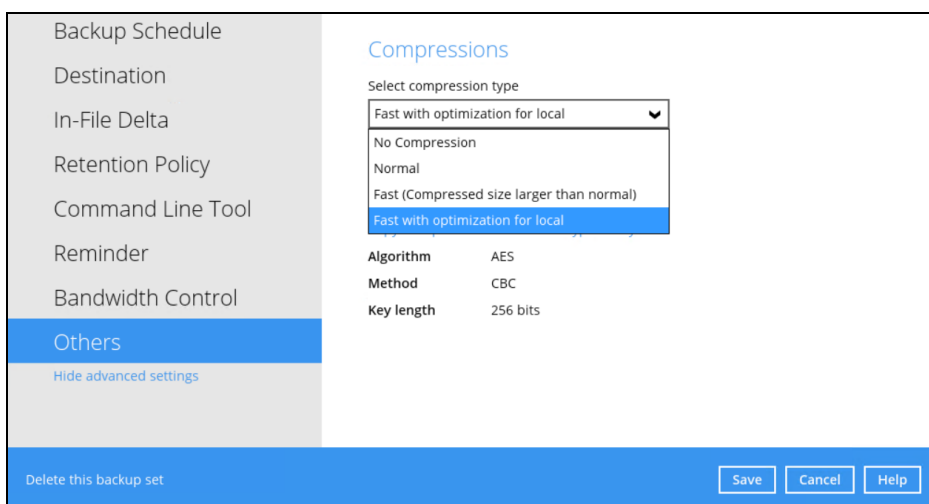 Backup Schedule
Destination
In-File Delta
Retention Policy
Command Line Tool
Reminder
Bandwidth Control
Others
Hide advanced settings
Compressions
Select compression type
Fast with optimization for local
No Compression
Normal
Fast (Compressed size larger than normal)
Fast with optimization for local
Algorithm AES
Method CBC
Key length 256 bits
Delete this backup set
Save Cancel Help